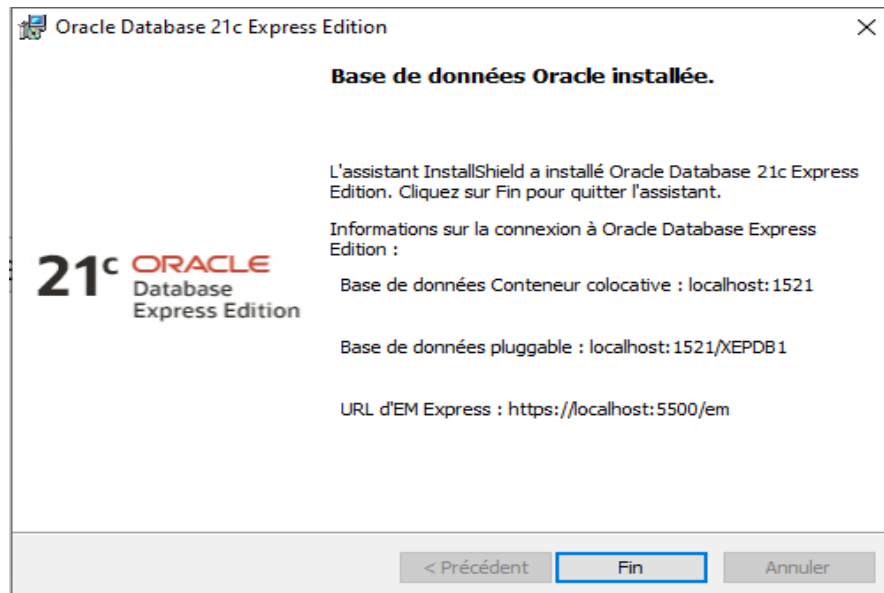 Oracle Database 21c Express Edition
Base de données Oracle installée.
L'assistant InstallShield a installé Oracle Database 21c Express
Edition. Cliquez sur Fin pour quitter l'assistant.
Informations sur la connexion à Oracle Database Express
Edition :
21c ORACLE
Database
Express Edition
Base de données Conteneur colocative : localhost:1521
Base de données pluggable : localhost:1521/XEPDB1
URL d'EM Express : https://localhost:5500/em
< Précédent
Fin
Annuler